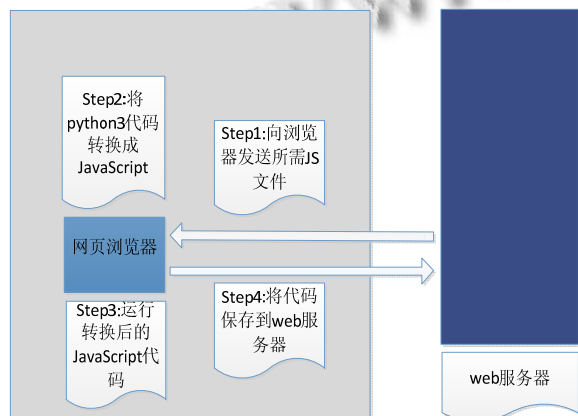 Step2:将
python3代码
转换成
JavaScript
Step1:向浏览
器发送所需JS
文件
网页浏览器
Step3:运行
转换后的
JavaScript代
码
Step4:将代码
保存到web服
务器
web服务器